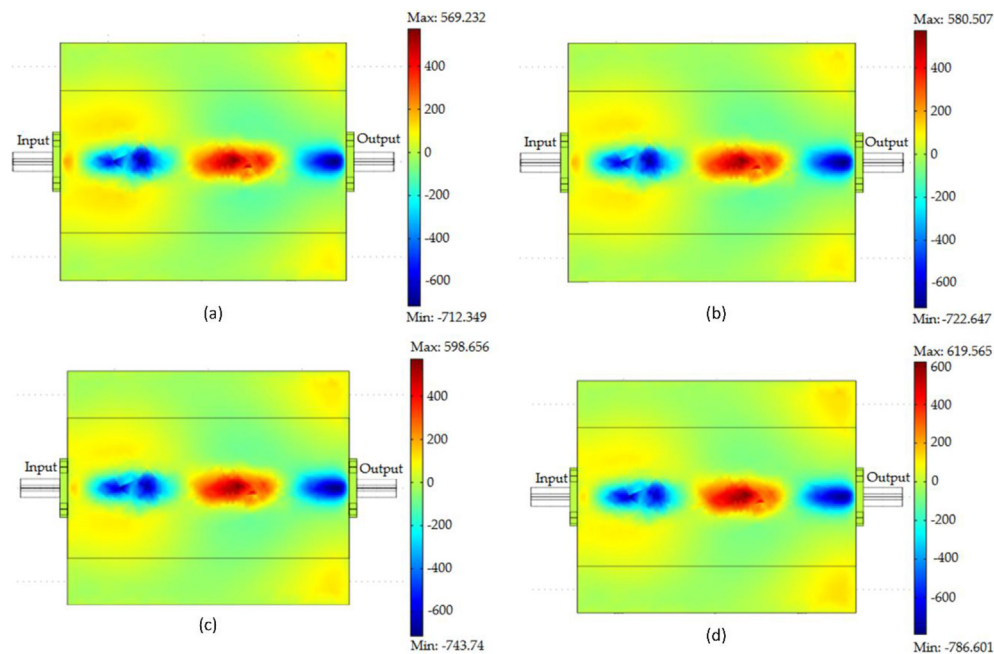 Max: 569.232
400
200
0
-200
-400
-600
Min: -712.349
Input
Output
(a)
Max: 580.507
400
200
0
-200
-400
-600
Min: -722.647
Input
Output
(b)
Max: 598.656
400
200
0
-200
-400
-600
Min: -743.74
Input
Output
(c)
Max: 619.565
600
400
200
0
-200
-400
-600
Min: -786.601
Input
Output
(d)